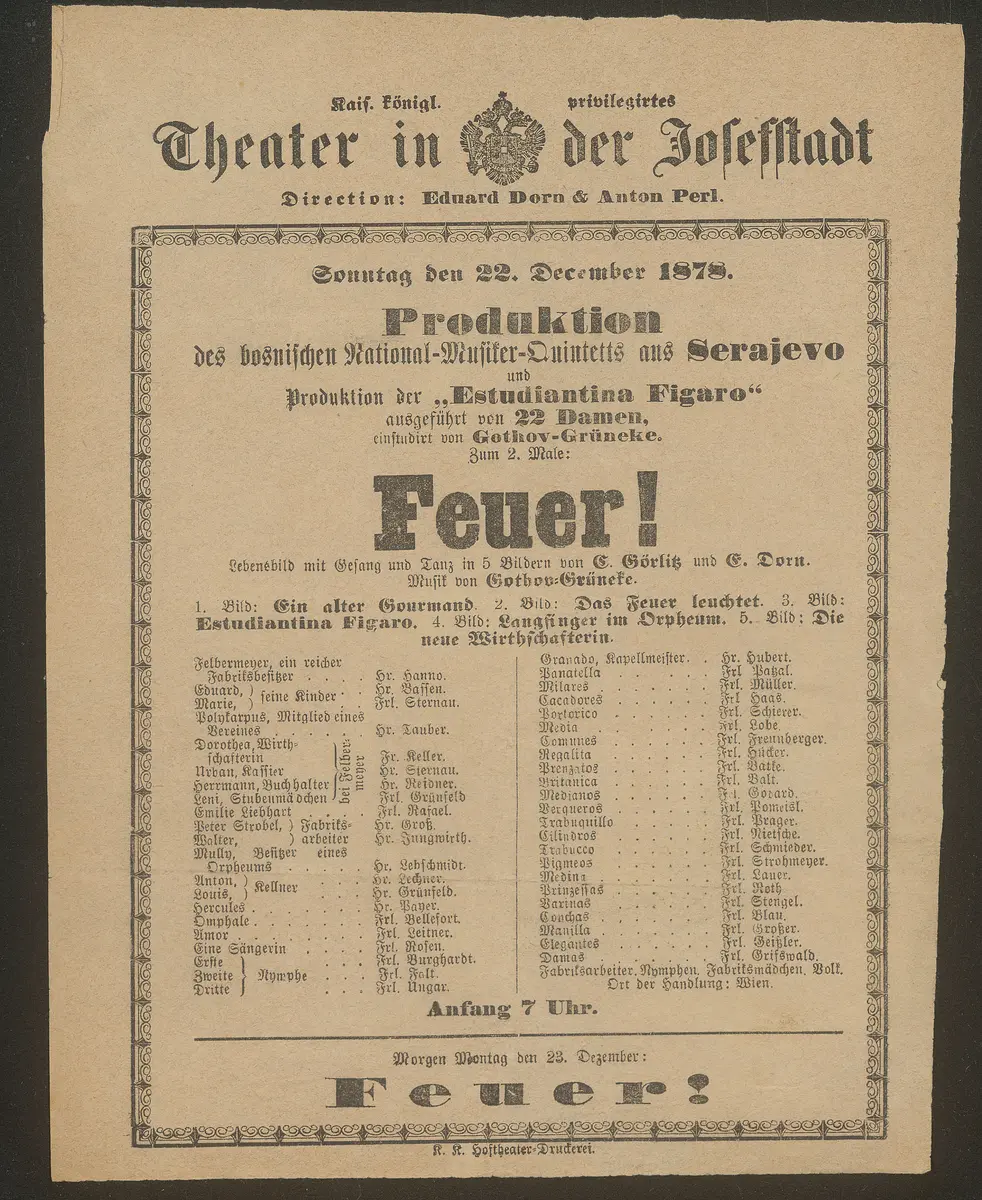 Kais. königl. privilegirtes
Theater in der Josefstadt
Direction: Eduard Dorn & Anton Perl.
Sonntag den 22. December 1878.
Produktion
des bosnischen National-Musiker-Quintetts aus Serajevo
und
Produktion der „Estudiantina Figaro“
ausgeführt von 22 Damen,
einstudirt von Gothov-Grüneke.
Zum 2. Male:
Feuer!
Lebensbild mit Gesang und Tanz in 5 Bildern von C. Görlitz und E. Dorn.
Musik von Gothov-Grüneke.
1. Bild: Ein alter Gourmand. 2. Bild: Das Feuer leuchtet. 3. Bild:
Estudiantina Figaro. 4. Bild: Langfinger im Orpheum. 5. Bild: Die
neue Wirthschafterin.
Felbermeyer, ein reicher
Fabriksbesitzer . . . . Hr. Hanno.
Eduard, ) seine Kinder . . Hr. Bassen.
Marie, ) . . Frl. Sternau.
Polykarpus, Mitglied eines
Vereines . . . . . Hr. Tauber.
Dorothea, Wirth-
schafterin Fr. Keller.
Urban, Kassier Hr. Sternau.
Herrmann, Buchhalter Hr. Reidner.
Leni, Stubenmädchen Frl. Grünfeld
bei Felber-
meyer
Emilie Liebhart . . . . Frl. Rafael.
Peter Strobel, ) Fabriks- Hr. Groß.
Walter, ) arbeiter Hr. Jungwirth.
Mully, Besitzer eines
Orpheums . . . . . Hr. Lebschmidt.
Anton, ) Kellner . . . Hr. Lechner.
Louis, ) . . . Hr. Grünfeld.
Hercules . . . . . . Hr. Payer.
Omphale . . . . . . Frl. Bellefort.
Amor . . . . . . . Frl. Leitner.
Eine Sängerin . . . . Frl. Rosen.
Erste } . . . Frl. Burghardt.
Zweite } Nymphe . . . Frl. Falt.
Dritte } . . . Frl. Ungar.
Granado, Kapellmeister. . Hr. Hubert.
Panatella . . . . . . Frl Patzal.
Milares . . . . . . Frl. Müller.
Cacadores . . . . . . Frl Haas.
Portorico . . . . . . Frl. Schierer.
Media . . . . . . Frl. Lobe.
Comunes . . . . . . Frl. Freunberger.
Regalita . . . . . . Frl. Hücker.
Prenzatos . . . . . . Frl. Batke.
Britanica . . . . . . Frl. Balt.
Medianos . . . . . . Frl. Godard.
Vegueros . . . . . . Frl. Pomeisl.
Trabuquillo . . . . . Frl. Prager.
Cilindros . . . . . . Frl. Nietsche.
Trabucco . . . . . . Frl. Schmieder.
Pigmeos . . . . . . Frl. Strohmeyer.
Medina . . . . . . Frl. Lauer.
Prinzessas . . . . . . Frl. Roth
Varinas . . . . . . Frl. Stengel.
Conchas . . . . . . Frl. Blau.
Manilla . . . . . . Frl. Großer.
Elegantes . . . . . . Frl. Geißler.
Damas . . . . . . Frl. Grifswald.
Fabriksarbeiter, Nymphen, Fabriksmädchen, Volk.
Ort der Handlung: Wien.
Anfang 7 Uhr.
Morgen Montag den 23. Dezember:
Feuer!
K. K. Hoftheater-Druckerei.